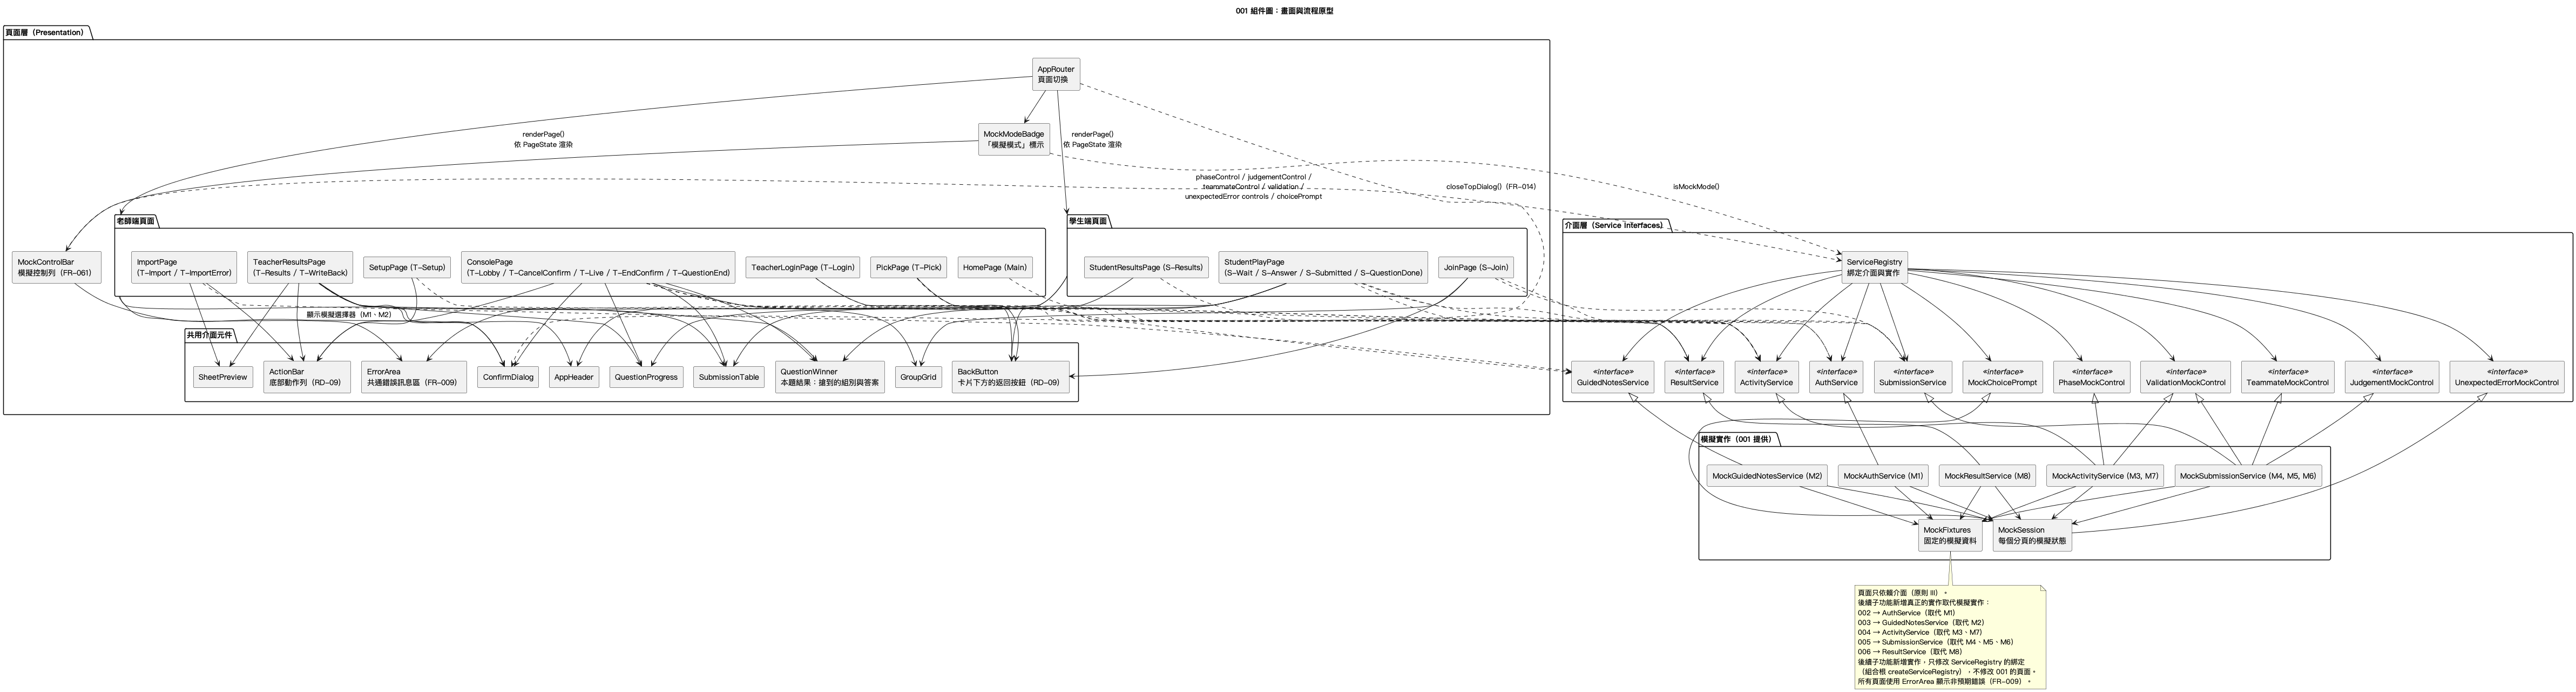 001 組件圖：畫面與流程原型
頁面層（Presentation）
AppRouter
頁面切換
MockModeBadge
「模擬模式」標示
renderPage()
依 PageState 渲染
renderPage()
依 PageState 渲染
phaseControl / judgementControl /
teammateControl / validation /
unexpectedError controls / choicePrompt
closeTopDialog()（FR-014）
isMockMode()
老師端頁面
學生端頁面
介面層（Service Interfaces）
MockControlBar
模擬控制列（FR-061）
ImportPage
(T-Import / T-ImportError)
TeacherResultsPage
(T-Results / T-WriteBack)
SetupPage (T-Setup)
ConsolePage
(T-Lobby / T-CancelConfirm / T-Live / T-EndConfirm / T-QuestionEnd)
TeacherLoginPage (T-Login)
PickPage (T-Pick)
HomePage (Main)
StudentResultsPage (S-Results)
StudentPlayPage
(S-Wait / S-Answer / S-Submitted / S-QuestionDone)
JoinPage (S-Join)
ServiceRegistry
綁定介面與實作
顯示模擬選擇器（M1、M2）
共用介面元件
SheetPreview
ActionBar
底部動作列（RD-09）
ErrorArea
共通錯誤訊息區（FR-009）
ConfirmDialog
AppHeader
QuestionProgress
SubmissionTable
QuestionWinner
本題結果：搶到的組別與答案
GroupGrid
BackButton
卡片下方的返回按鈕（RD-09）
«interface»
GuidedNotesService
«interface»
ResultService
«interface»
ActivityService
«interface»
AuthService
«interface»
SubmissionService
«interface»
MockChoicePrompt
«interface»
PhaseMockControl
«interface»
ValidationMockControl
«interface»
TeammateMockControl
«interface»
JudgementMockControl
«interface»
UnexpectedErrorMockControl
模擬實作（001 提供）
MockGuidedNotesService (M2)
MockAuthService (M1)
MockResultService (M8)
MockActivityService (M3, M7)
MockSubmissionService (M4, M5, M6)
MockFixtures
固定的模擬資料
MockSession
每個分頁的模擬狀態
頁面只依賴介面（原則 III）。
後續子功能新增真正的實作取代模擬實作：
002 → AuthService（取代 M1）
003 → GuidedNotesService（取代 M2）
004 → ActivityService（取代 M3、M7）
005 → SubmissionService（取代 M4、M5、M6）
006 → ResultService（取代 M8）
後續子功能新增實作，只修改 ServiceRegistry 的綁定
（組合根 createServiceRegistry），不修改 001 的頁面。
所有頁面使用 ErrorArea 顯示非預期錯誤（FR-009）。